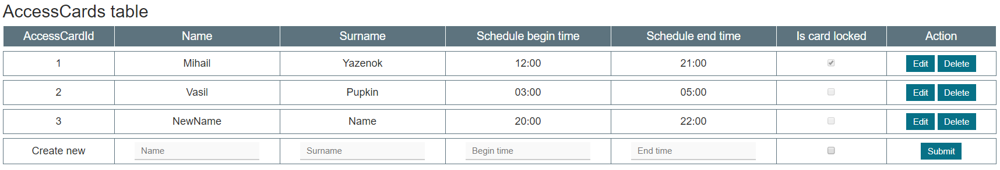 AccessCards table
AccessCardId Name Surname Schedule begin time Schedule end time Is card locked Action
1 Mihail Yazenok 12:00 21:00 Edit Delete
2 Vasil Pupkin 03:00 05:00 Edit Delete
3 NewName Name 20:00 22:00 Edit Delete
Create new Name Surname Begin time End time Submit